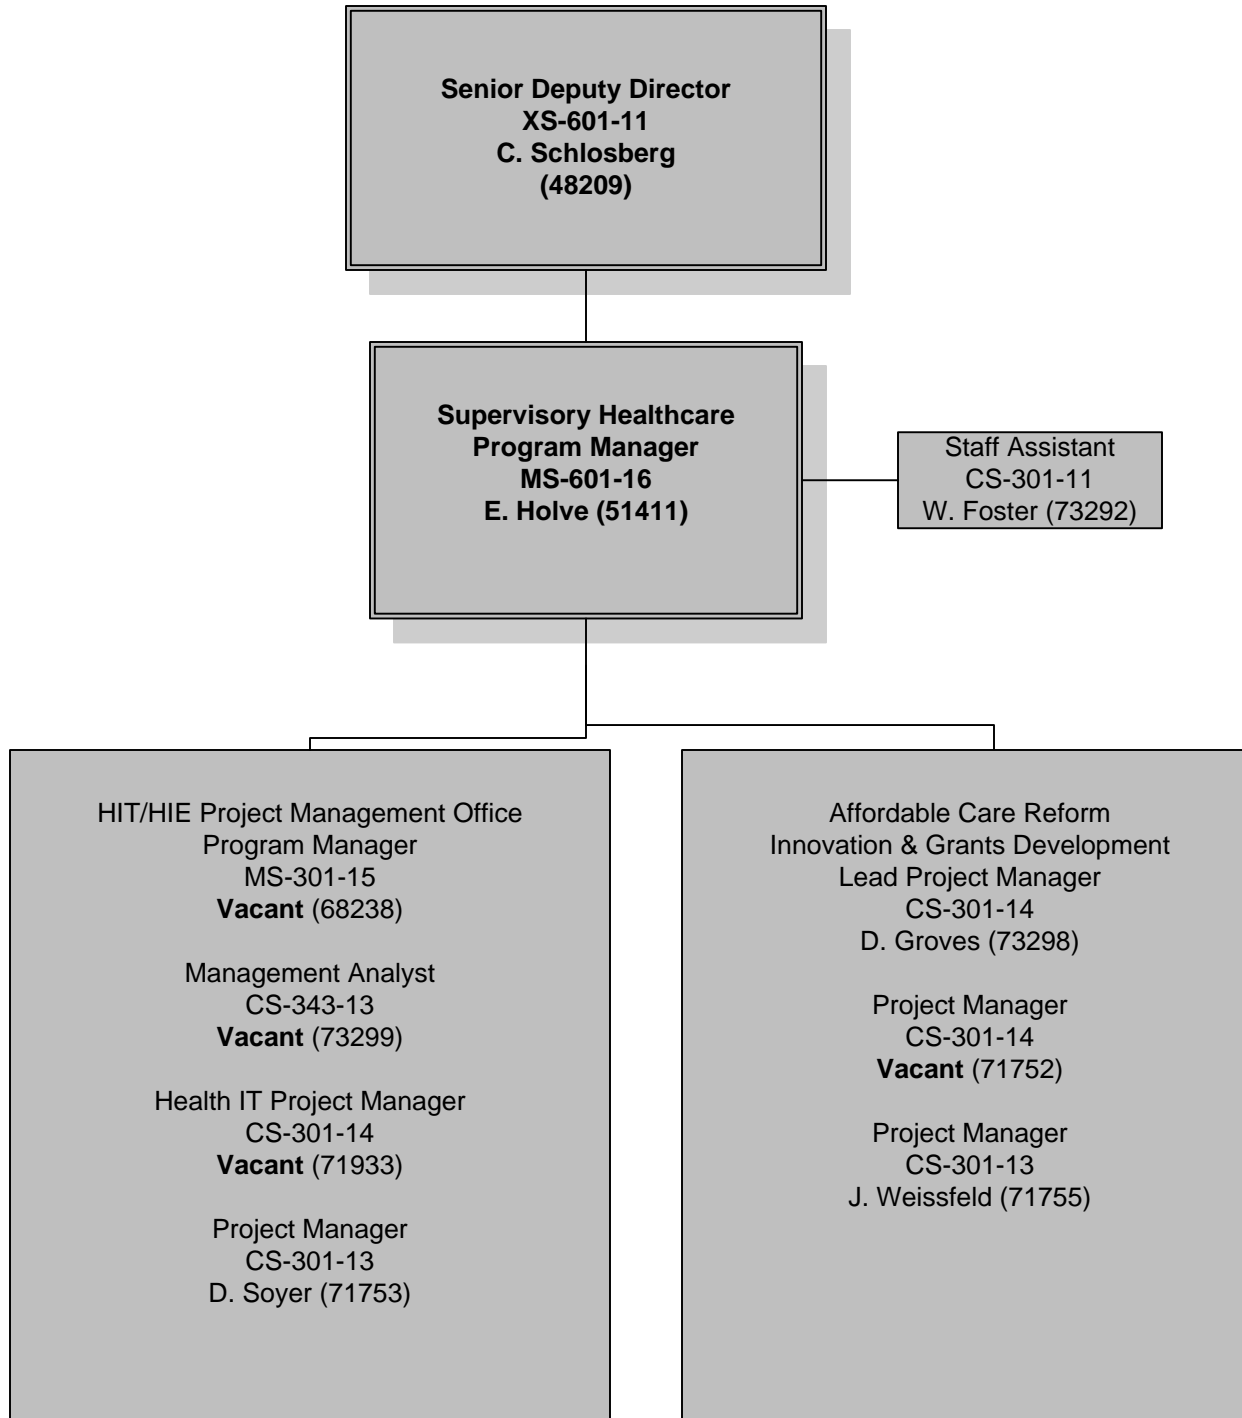 Senior Deputy Director
XS-601-11
C. Schlosberg
(48209)
Supervisory Healthcare
Program Manager
MS-601-16
E. Holve (51411)
Staff Assistant
CS-301-11
W. Foster (73292)
HIT/HIE Project Management Office
Program Manager
MS-301-15
Vacant (68238)
Management Analyst
CS-343-13
Vacant (73299)
Health IT Project Manager
CS-301-14
Vacant (71933)
Project Manager
CS-301-13
D. Soyer (71753)
Affordable Care Reform
Innovation & Grants Development
Lead Project Manager
CS-301-14
D. Groves (73298)
Project Manager
CS-301-14
Vacant (71752)
Project Manager
CS-301-13
J. Weissfeld (71755)